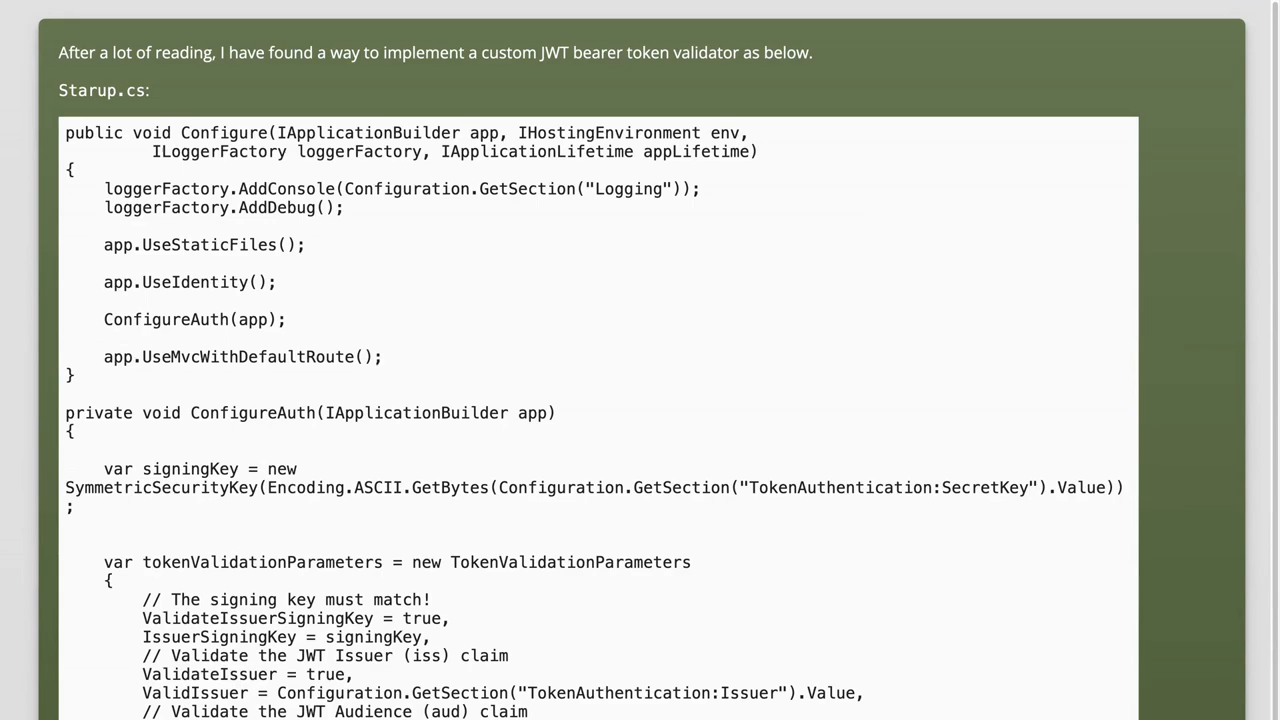 After a lot of reading, I have found a way to implement a custom JWT bearer token validator as below.
Starup.cs:
public void Configure(IApplicationBuilder app, IHostingEnvironment env,
ILoggerFactory loggerFactory, IApplicationLifetime appLifetime)
{
loggerFactory.AddConsole(Configuration.GetSection("Logging"));
loggerFactory.AddDebug();
app.UseStaticFiles();
app.UseIdentity();
ConfigureAuth(app);
app.UseMvcWithDefaultRoute();
}
private void ConfigureAuth(IApplicationBuilder app)
{
var signingKey = new
SymmetricSecurityKey(Encoding.ASCII.GetBytes(Configuration.GetSection("TokenAuthentication:SecretKey").Value))
;
var tokenValidationParameters = new TokenValidationParameters
{
// The signing key must match!
ValidateIssuerSigningKey = true,
IssuerSigningKey = signingKey,
// Validate the JWT Issuer (iss) claim
ValidateIssuer = true,
ValidIssuer = Configuration.GetSection("TokenAuthentication:Issuer").Value,
// Validate the JWT Audience (aud) claim